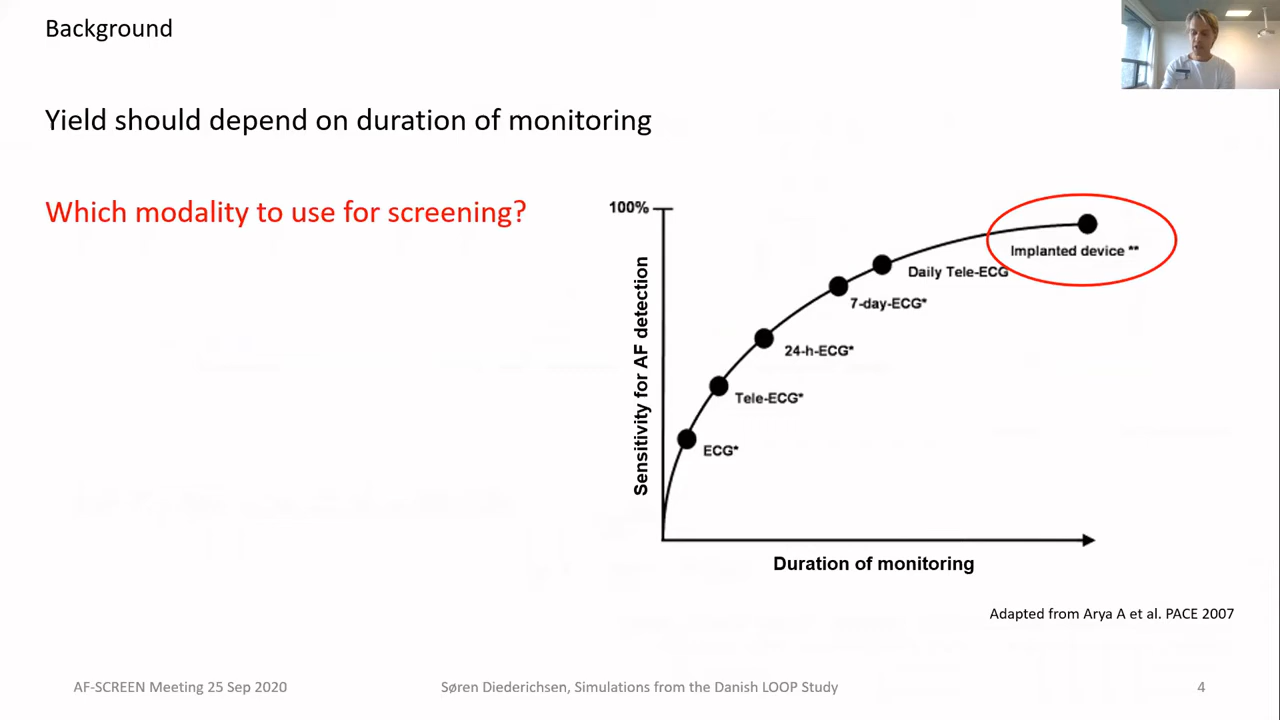 Background
Yield should depend on duration of monitoring
Which modality to use for screening?
100%
Implanted device **
Daily Tele-ECG
7-day-ECG*
24-h-ECG*
Tele-ECG*
ECG*
Sensitivity for AF detection
Duration of monitoring
Adapted from Arya A et al. PACE 2007
AF-SCREEN Meeting 25 Sep 2020
Søren Diederichsen, Simulations from the Danish LOOP Study
4